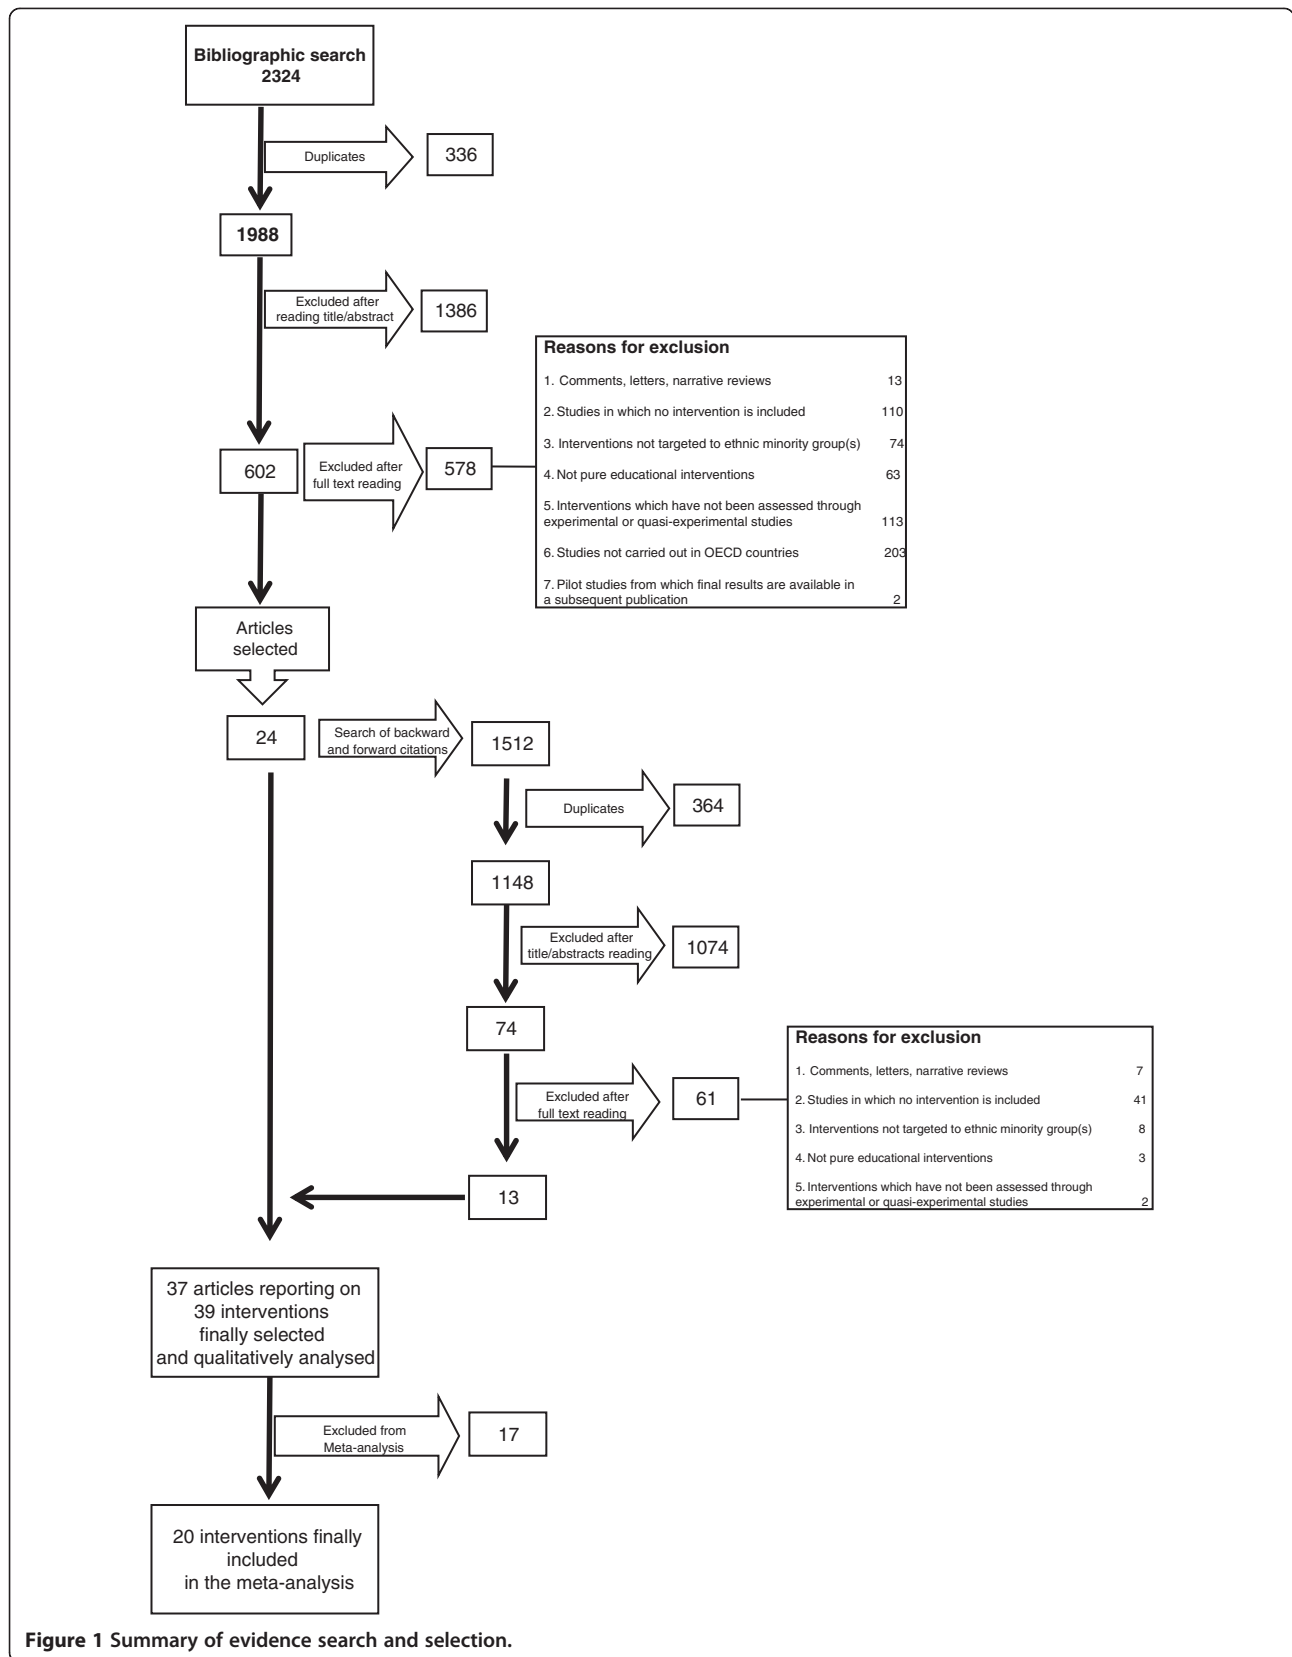 Bibliographic search
2324
Duplicates
336
1988
Excluded after
reading title/abstract
1386
602
Excluded after
full text reading
578
Reasons for exclusion
1. Comments, letters, narrative reviews 13
2. Studies in which no intervention is included 110
3. Interventions not targeted to ethnic minority group(s) 74
4. Not pure educational interventions 63
5. Interventions which have not been assessed through
experimental or quasi-experimental studies 113
6. Studies not carried out in OECD countries 203
7. Pilot studies from which final results are available in
a subsequent publication 2
Articles
selected
24
Search of backward
and forward citations
1512
Duplicates
364
1148
Excluded after
title/abstracts reading
1074
74
Excluded after
full text reading
61
Reasons for exclusion
1. Comments, letters, narrative reviews 7
2. Studies in which no intervention is included 41
3. Interventions not targeted to ethnic minority group(s) 8
4. Not pure educational interventions 3
5. Interventions which have not been assessed through
experimental or quasi-experimental studies 2
13
37 articles reporting on
39 interventions
finally selected
and qualitatively analysed
Excluded from
Meta-analysis
17
20 interventions finally
included
in the meta-analysis
Figure 1 Summary of evidence search and selection.